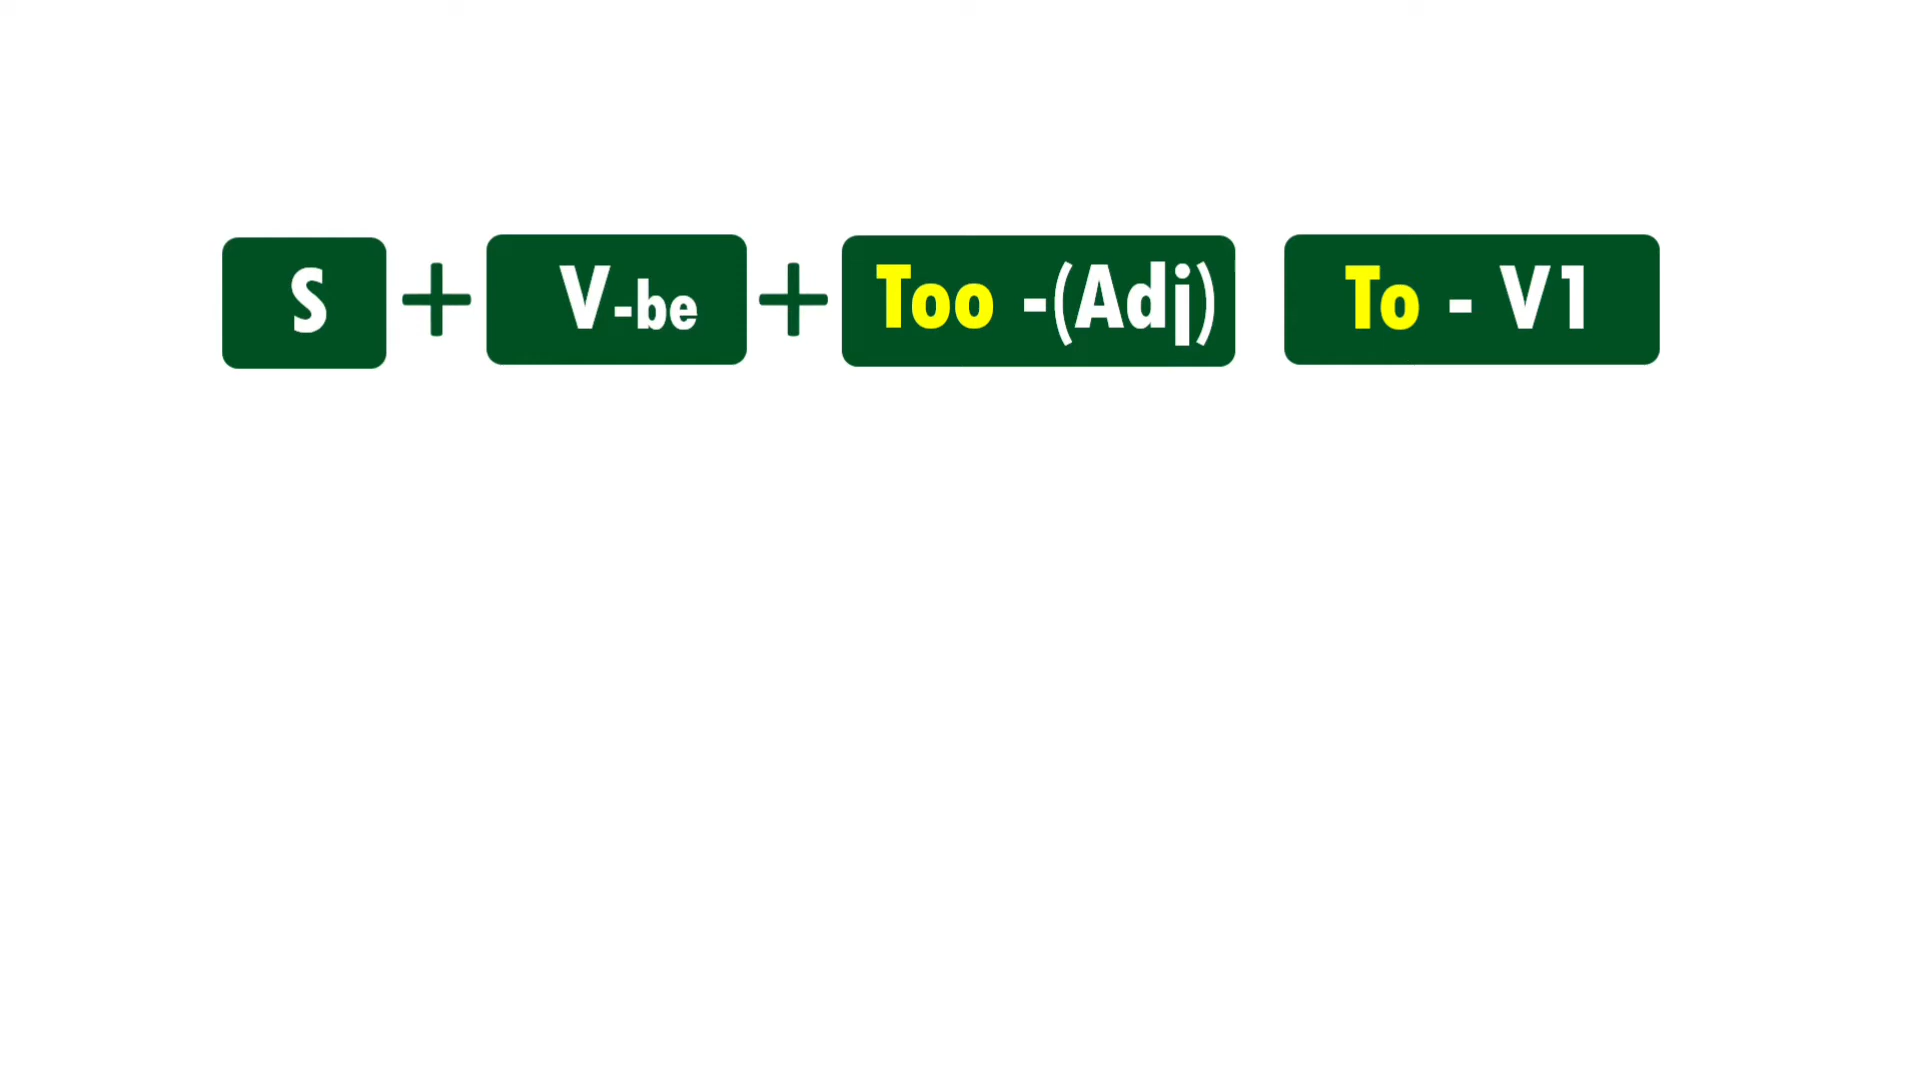 S + V-be + Too -(Adj) To - V1